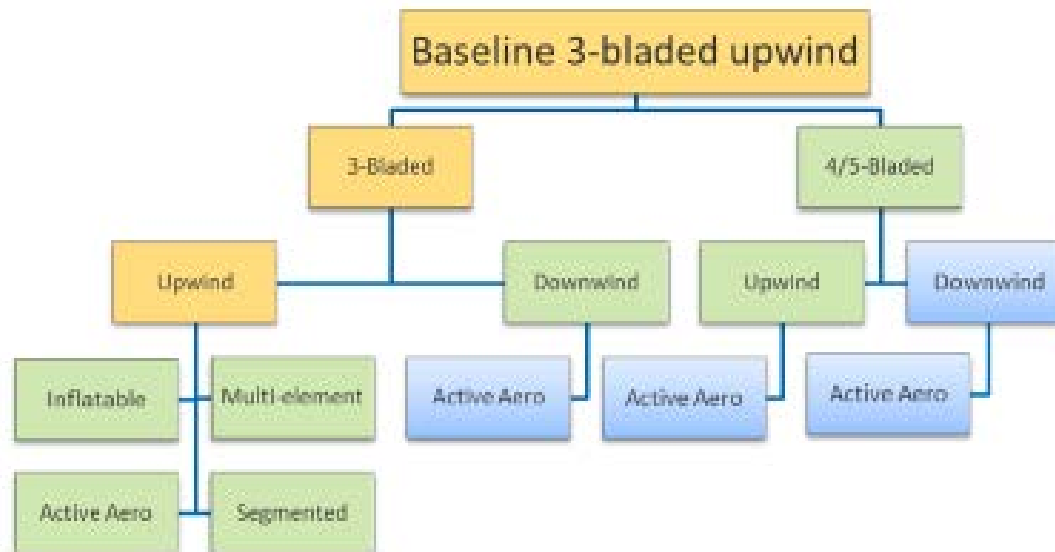 Baseline 3-bladed upwind
3-Bladed
4/5-Bladed
Upwind
Downwind
Upwind
Downwind
Inflatable
Multi-element
Active Aero
Active Aero
Active Aero
Active Aero
Segmented